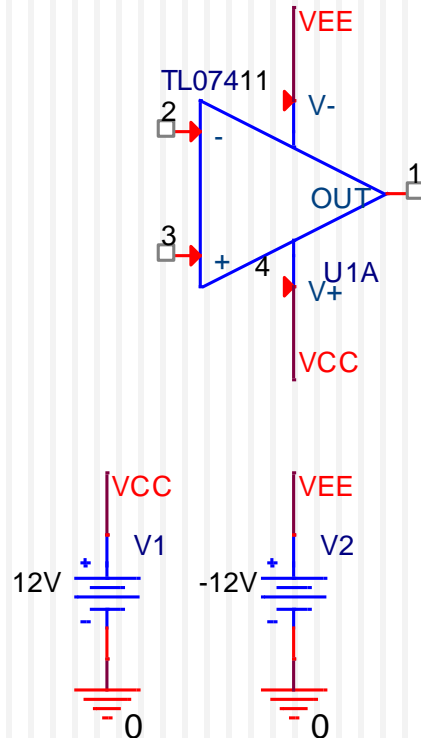 VEE
TL07411
2
V-
-
1
OUT
3
+
4
U1A
V+
VCC
VCC
VEE
+
V1
+
V2
12V
-12V
-
-
0
0